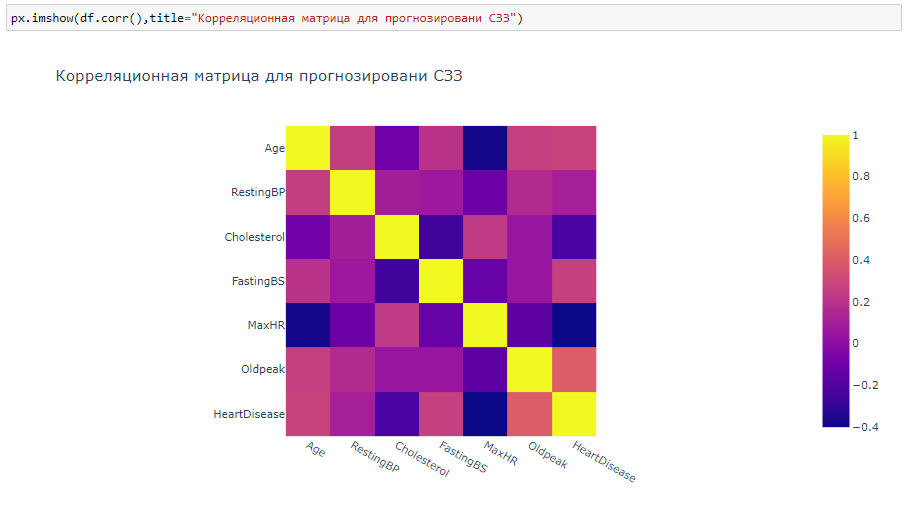 px.imshow(df.corr(),title="Корреляционная матрица для прогнозировани СЗЗ")
Корреляционная матрица для прогнозировани СЗЗ
Age
RestingBP
Cholesterol
FastingBS
MaxHR
Oldpeak
HeartDisease
Age
RestingBP
Cholesterol
FastingBS
MaxHR
Oldpeak
HeartDisease
1
0.8
0.6
0.4
0.2
0
−0.2
−0.4